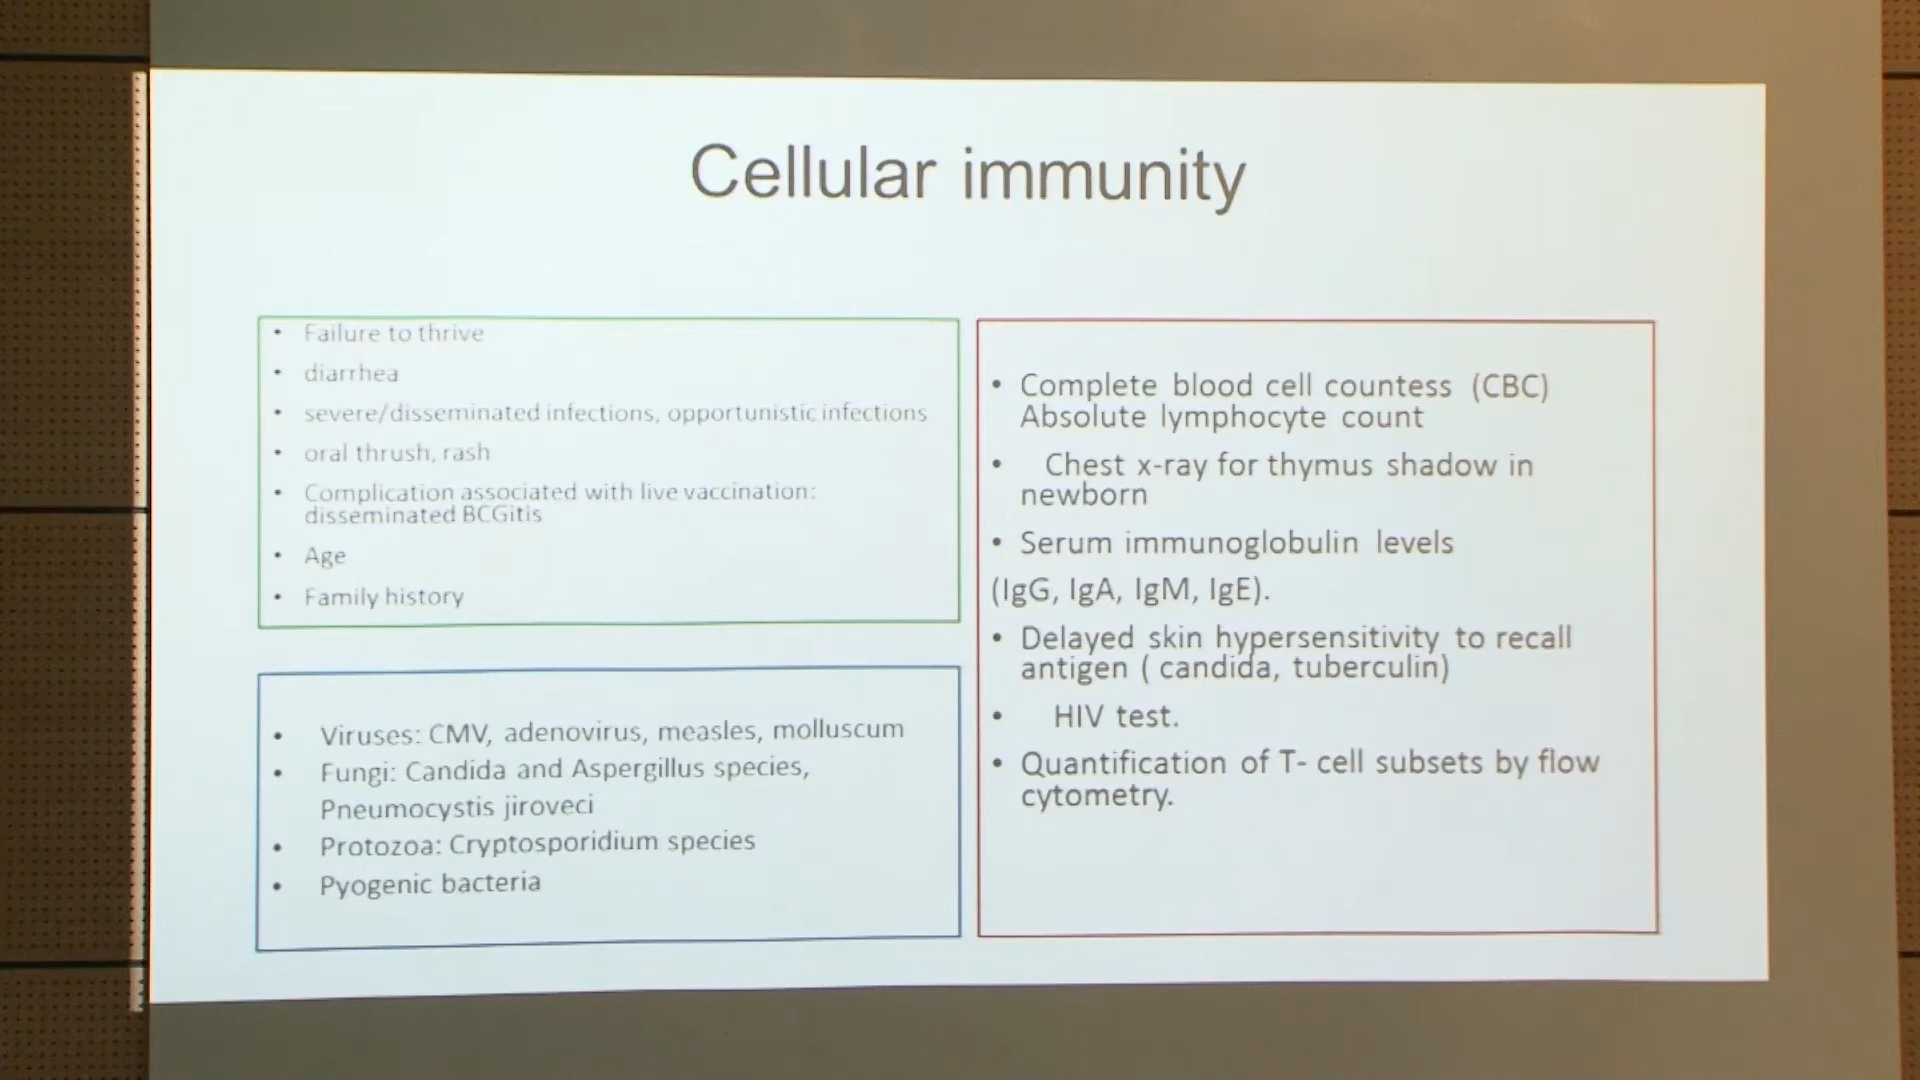 Cellular immunity
• Failure to thrive
• diarrhea
• severe/disseminated infections, opportunistic infections
• oral thrush, rash
• Complication associated with live vaccination:
disseminated BCGitis
• Age
• Family history
• Viruses: CMV, adenovirus, measles, molluscum
• Fungi: Candida and Aspergillus species,
Pneumocystis jiroveci
• Protozoa: Cryptosporidium species
• Pyogenic bacteria
• Complete blood cell countess (CBC)
Absolute lymphocyte count
• Chest x-ray for thymus shadow in
newborn
• Serum immunoglobulin levels
(IgG, IgA, IgM, IgE).
• Delayed skin hypersensitivity to recall
antigen ( candida, tuberculin)
• HIV test.
• Quantification of T- cell subsets by flow
cytometry.